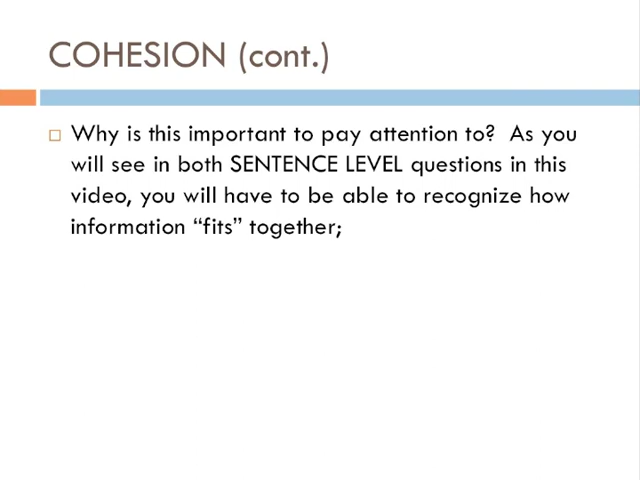 COHESION (cont.)
Why is this important to pay attention to?  As you
will see in both SENTENCE LEVEL questions in this
video, you will have to be able to recognize how
information “fits” together;